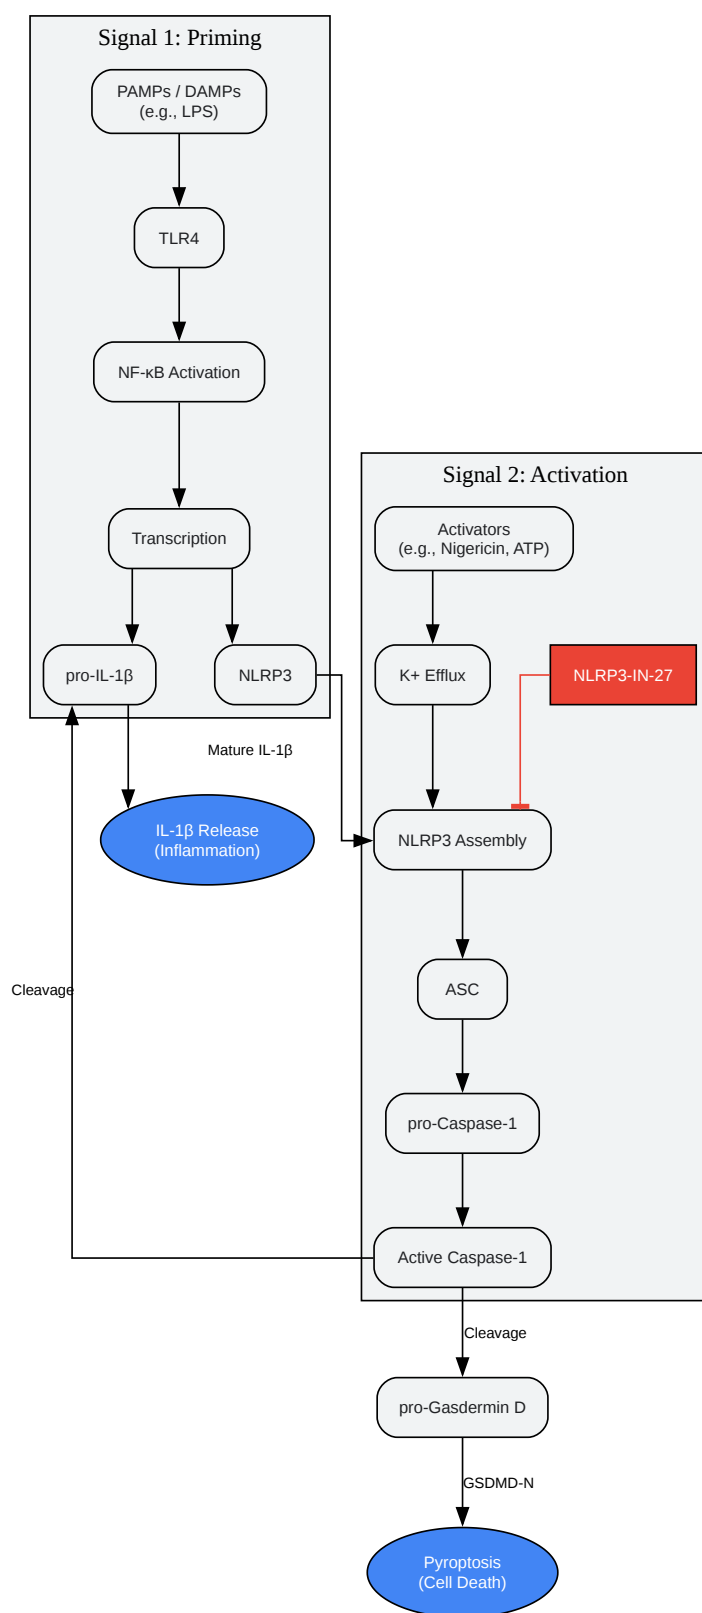 Signal 1: Priming
PAMPs / DAMPs
(e.g., LPS)
TLR4
NF-κB Activation
Transcription
pro-IL-1β
NLRP3
Mature IL-1β
IL-1β Release
(Inflammation)
Cleavage
Signal 2: Activation
Activators
(e.g., Nigericin, ATP)
K+ Efflux
NLRP3-IN-27
NLRP3 Assembly
ASC
pro-Caspase-1
Active Caspase-1
Cleavage
pro-Gasdermin D
GSDMD-N
Pyroptosis
(Cell Death)